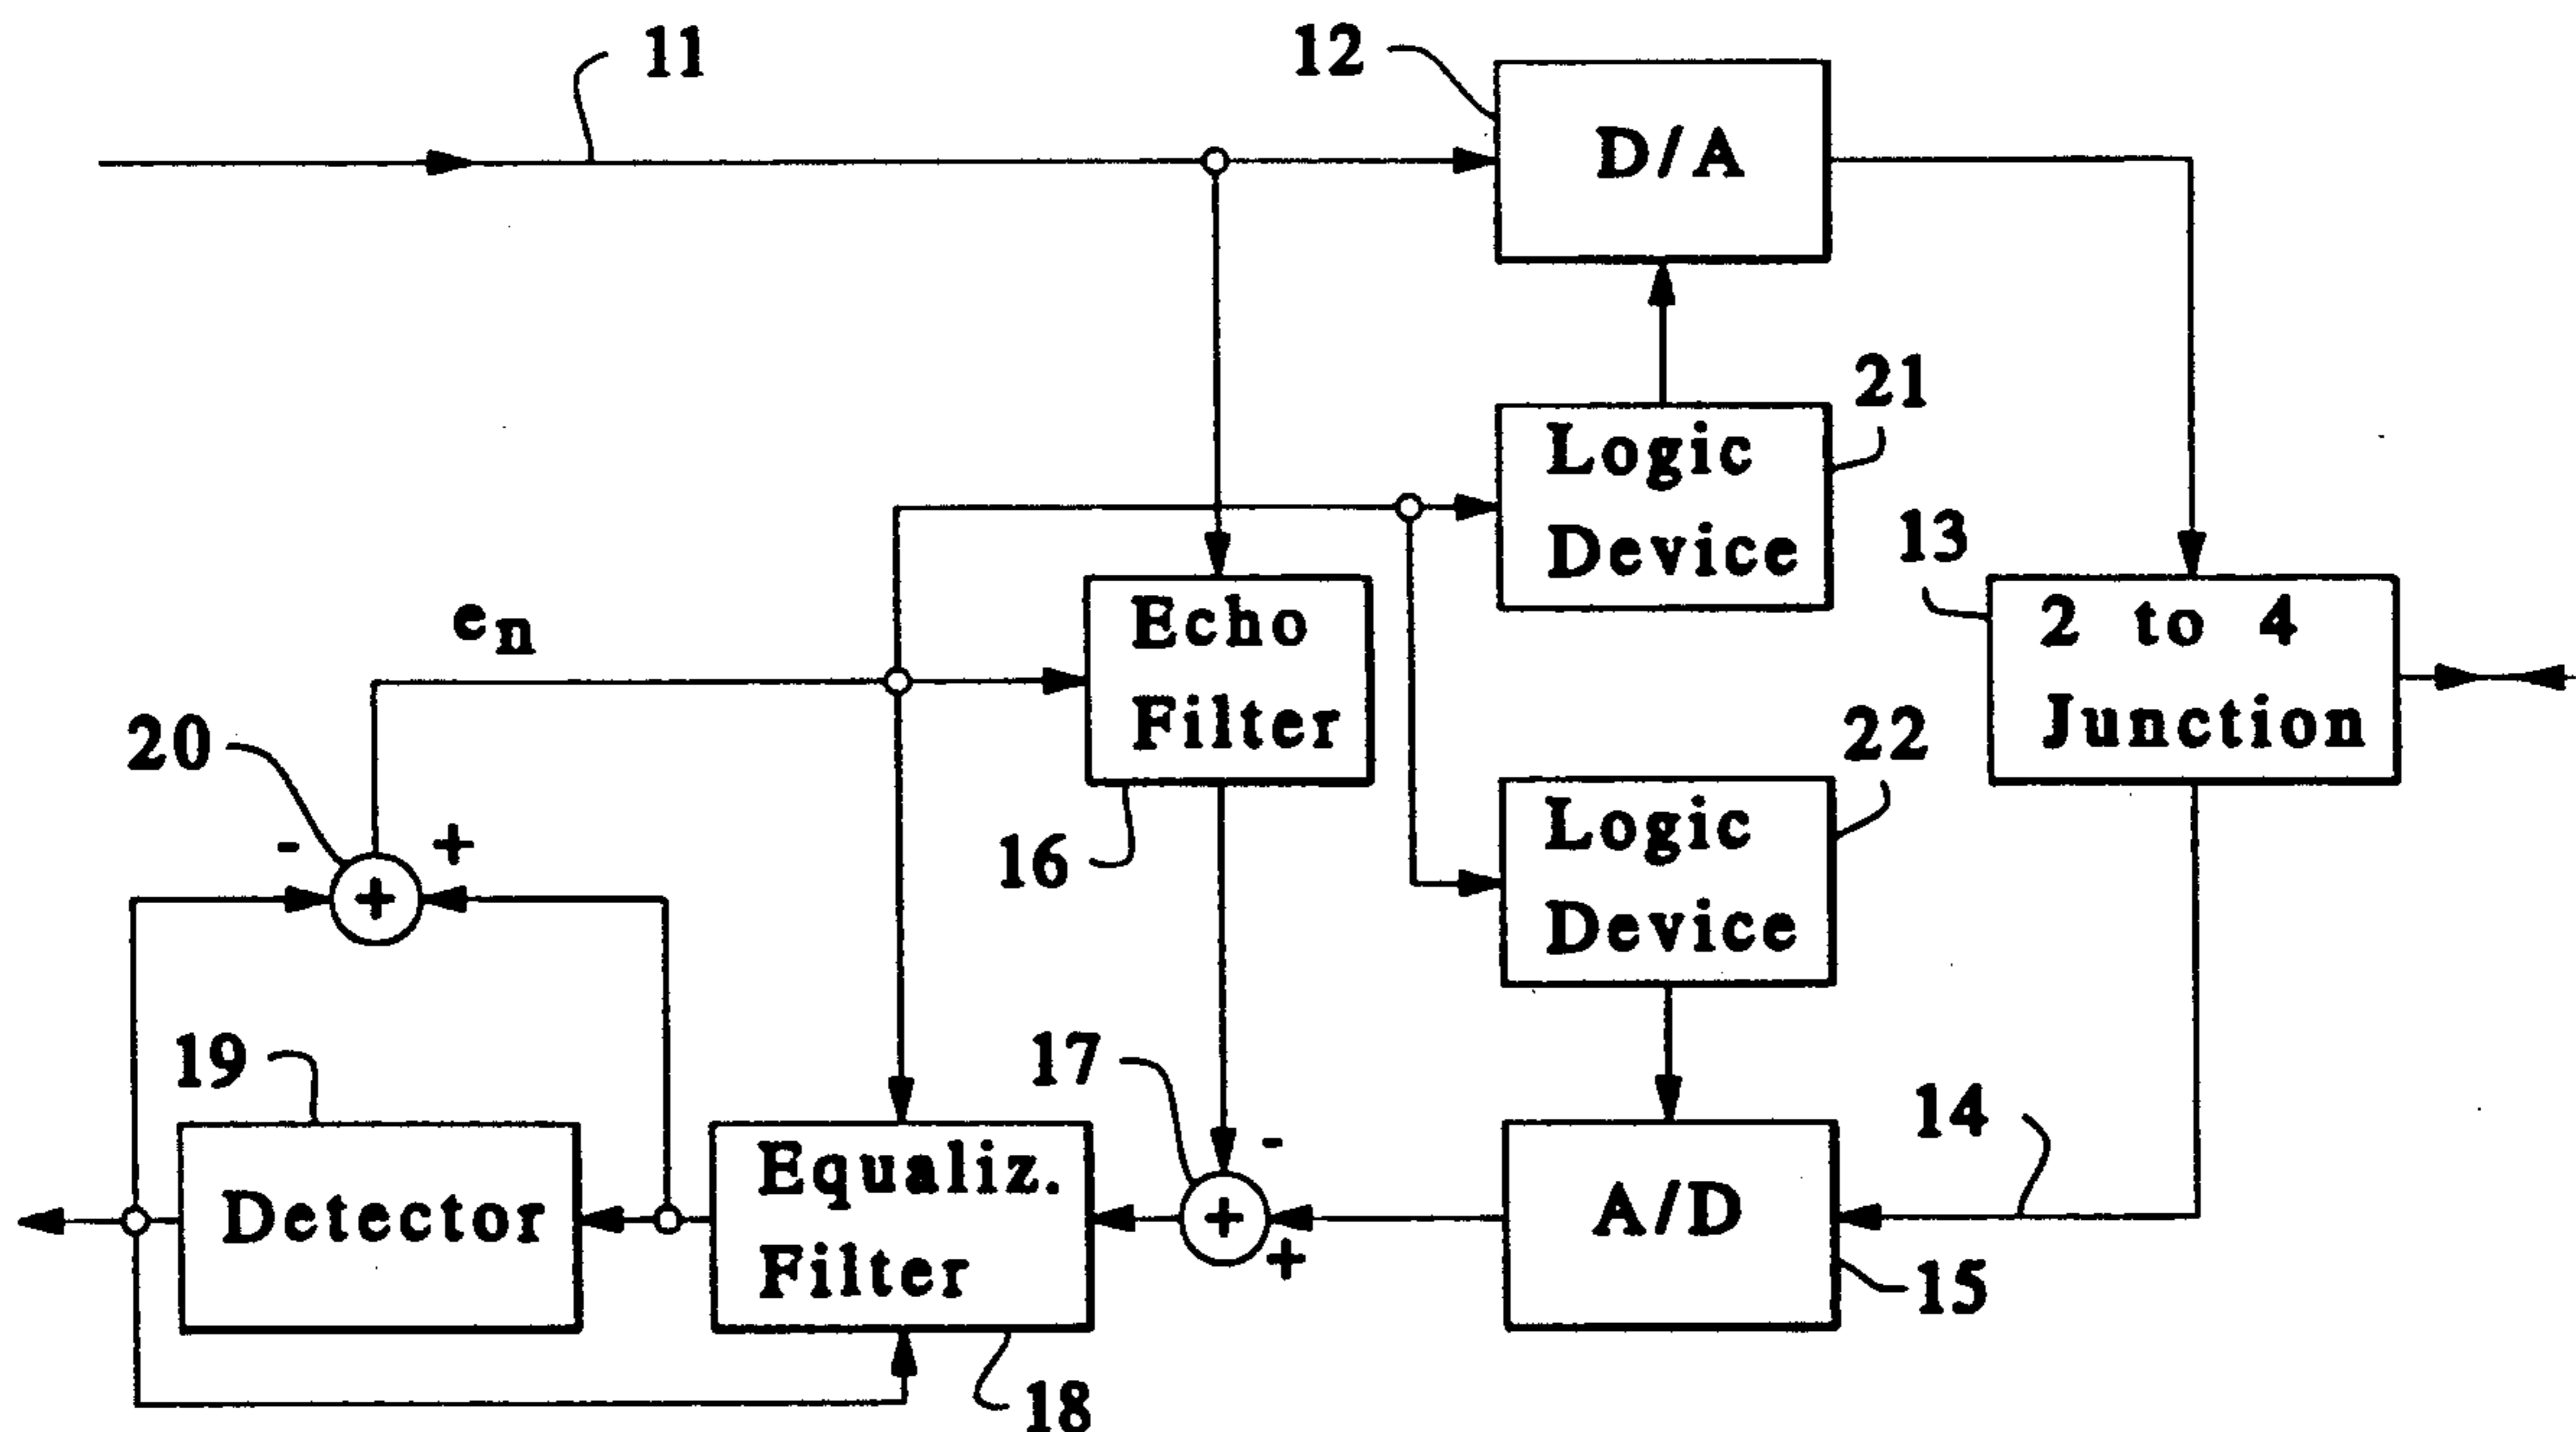 11
12
D/A
21
Logic
Device
13
2 to 4
Junction
en
Echo
Filter
20
- +
+
16
22
Logic
Device
19
Detector
17
-
+
+
Equaliz.
Filter
18
A/D
14
15